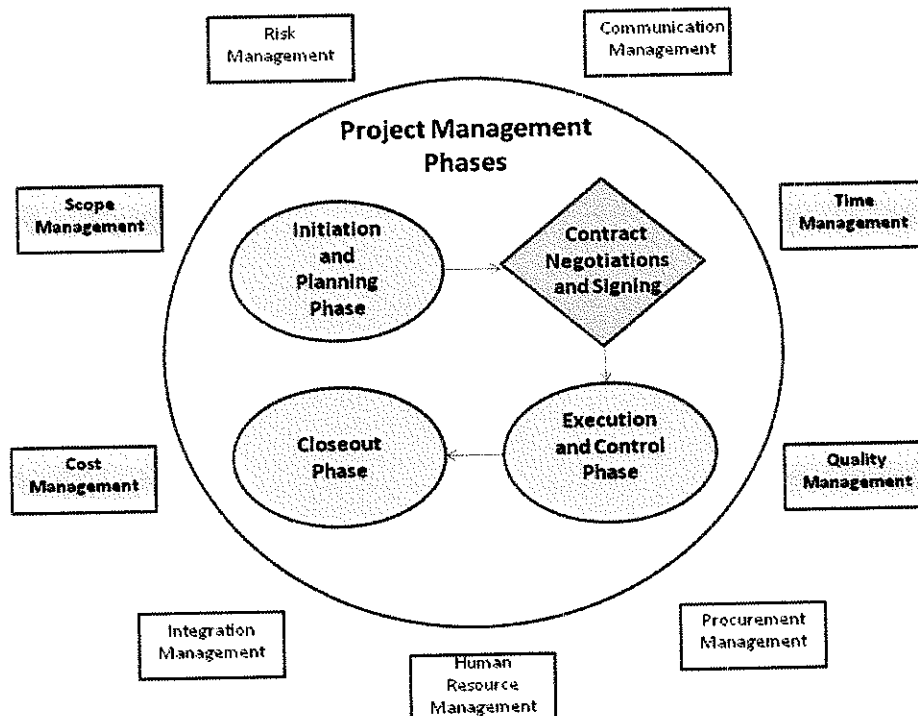 Risk
Management
Communication
Management
Project Management
Phases
Scope
Management
Time
Management
Initiation
and
Planning
Phase
Contract
Negotiations
and Signing
Closeout
Phase
Execution
and Control
Phase
Cost
Management
Quality
Management
Integration
Management
Human
Resource
Management
Procurement
Management